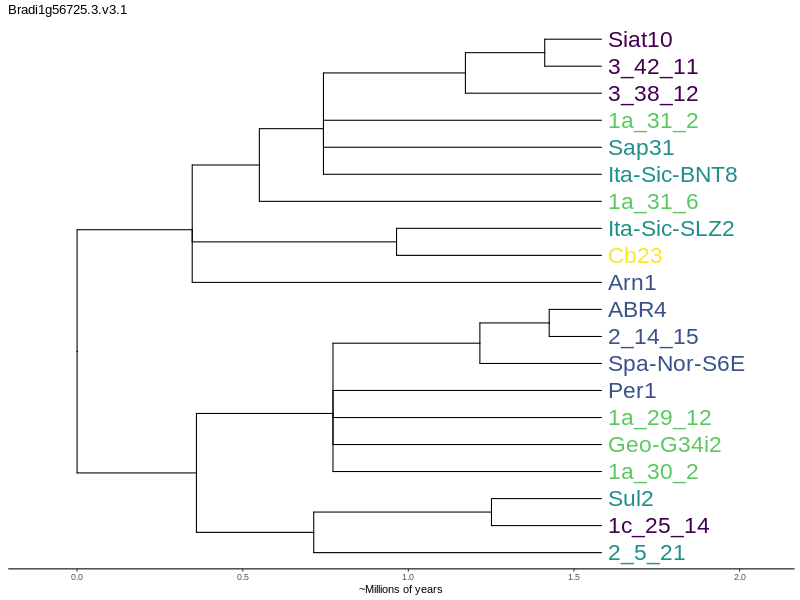 Bradi1g56725.3.v3.1
Siat10
3_42_11
3_38_12
1a_31_2
Sap31
Ita-Sic-BNT8
1a_31_6
Ita-Sic-SLZ2
Cb23
Arn1
ABR4
2_14_15
Spa-Nor-S6E
Per1
1a_29_12
Geo-G34i2
1a_30_2
Sul2
1c_25_14
2_5_21
0.0 0.5 1.0 1.5 2.0
~Millions of years